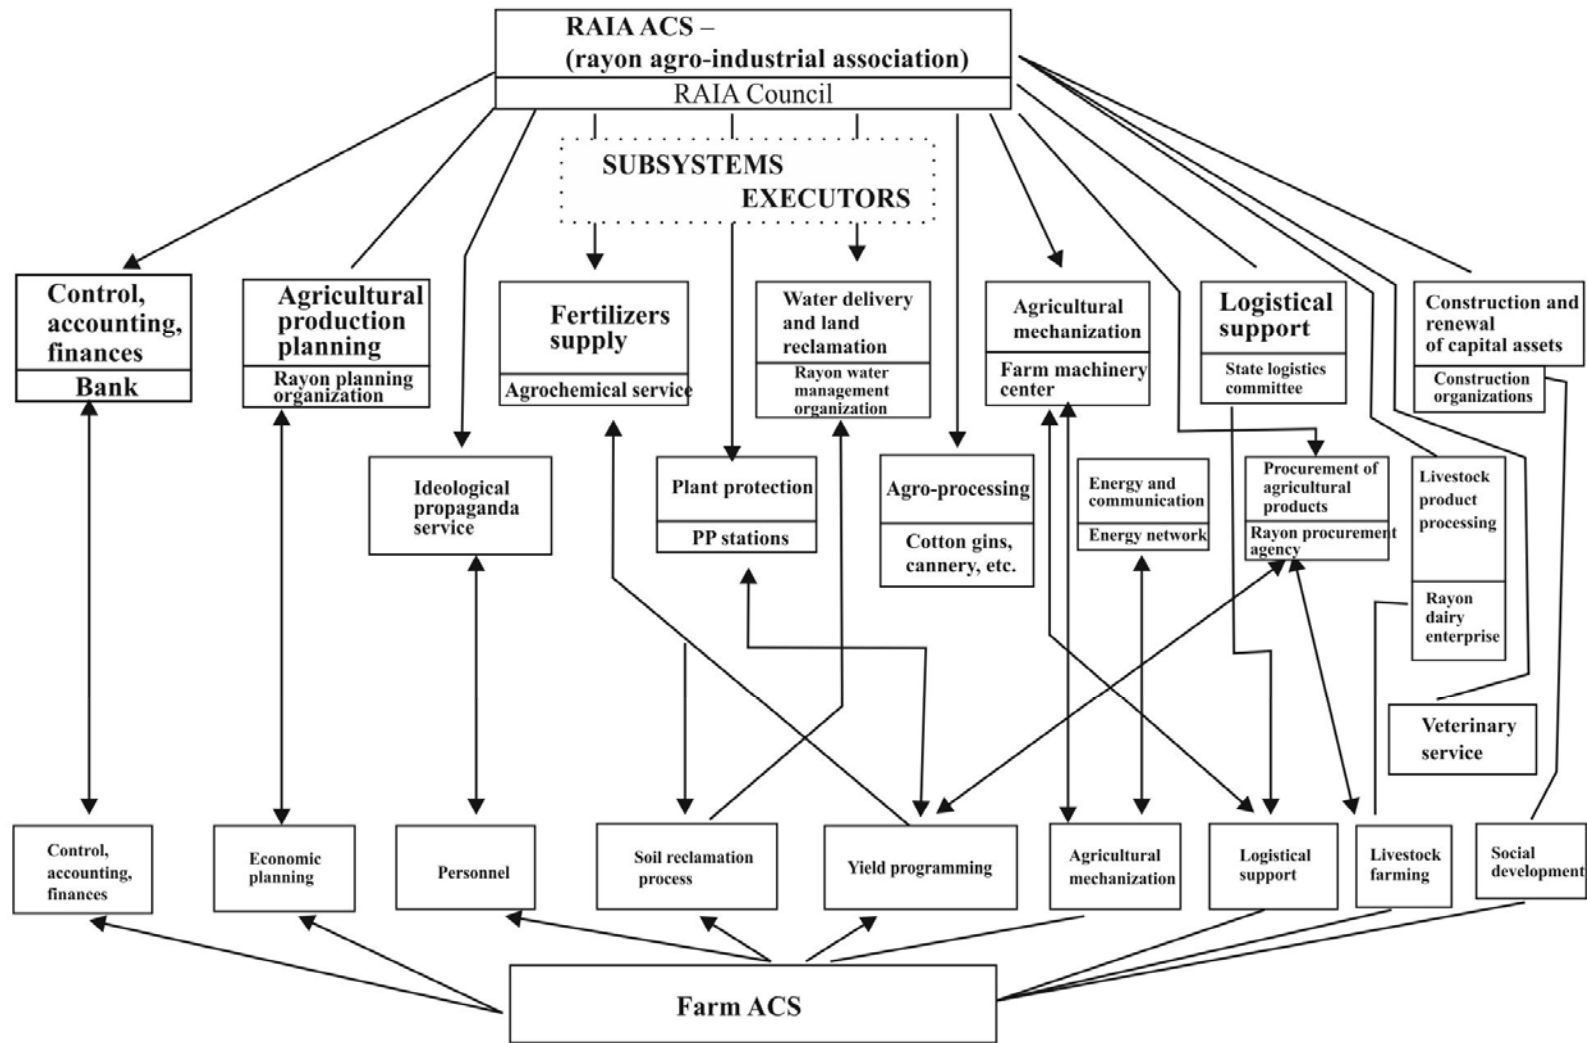 RAIA ACS –
(rayon agro-industrial association)
RAIA Council
SUBSYSTEMS
EXECUTORS
Control,
accounting,
finances
Bank
Agricultural
production
planning
Rayon planning
organization
Fertilizers
supply
Agrochemical service
Water delivery
and land
reclamation
Rayon water
management
organization
Agricultural
mechanization
Farm machinery
center
Logistical
support
State logistics
committee
Construction and
renewal
of capital assets
Construction
organizations
Ideological
propaganda
service
Plant protection
PP stations
Agro-processing
Cotton gins,
cannery, etc.
Energy and
communication
Energy network
Procurement of
agricultural
products
Rayon procurement
agency
Livestock
product
processing
Rayon
dairy
enterprise
Veterinary
service
Control,
accounting,
finances
Economic
planning
Personnel
Soil reclamation
process
Yield programming
Agricultural
mechanization
Logistical
support
Livestock
farming
Social
development
Farm ACS